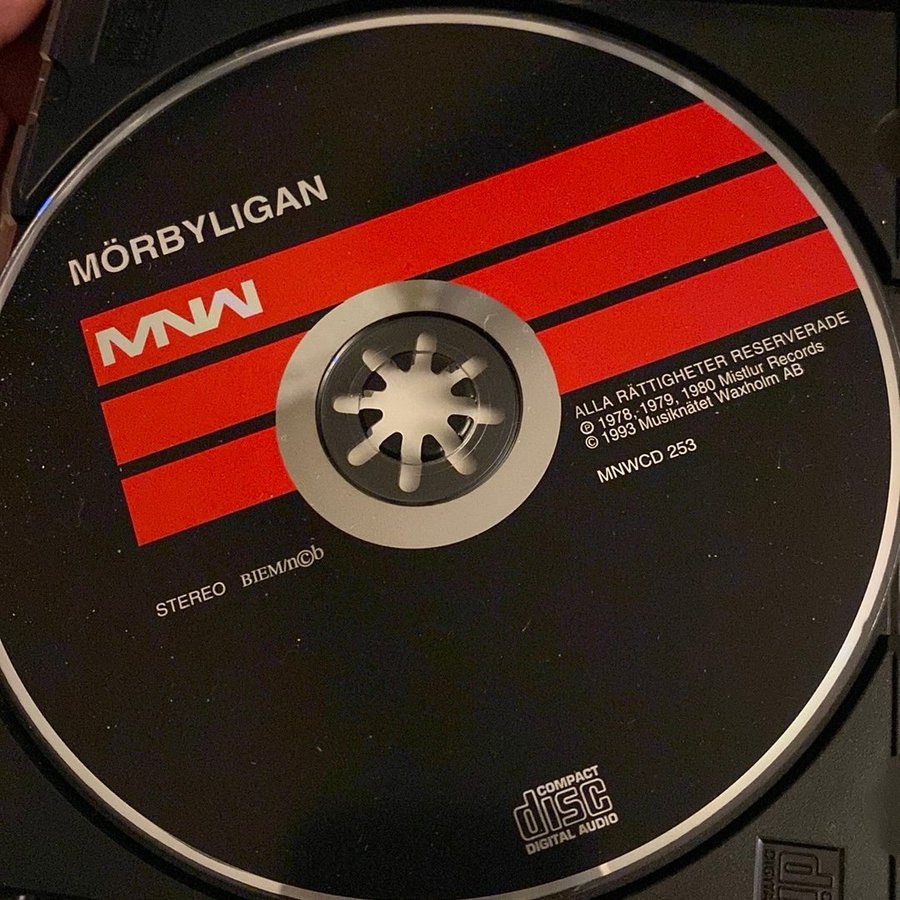 MÖRBYLIGAN
MNW
ALLA RÄTTIGHETER RESERVERADE
℗ 1978, 1979, 1980 Mistlur Records
© 1993 Musiknätet Waxholm AB
MNWCD 253
STEREO BIEM/n©b
COMPACT
disc
DIGITAL AUDIO